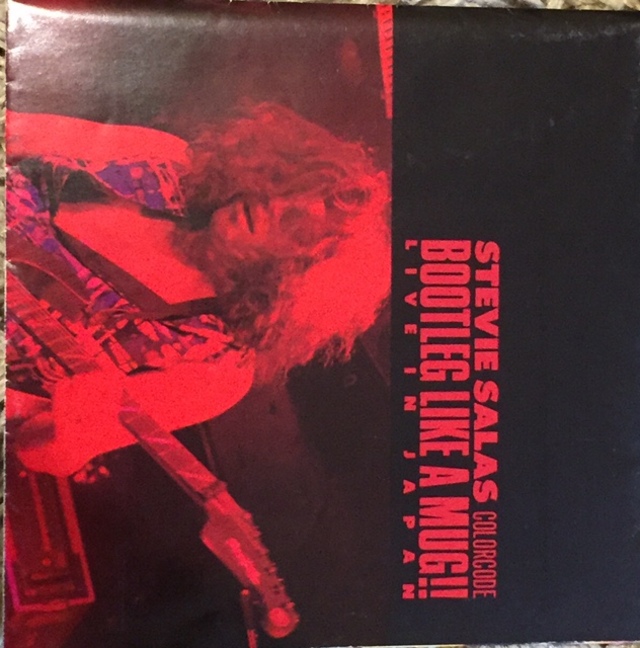 STEVIE SALAS COLORCODE
BOOTLEG LIKE A MUG!!
LIVE IN JAPAN